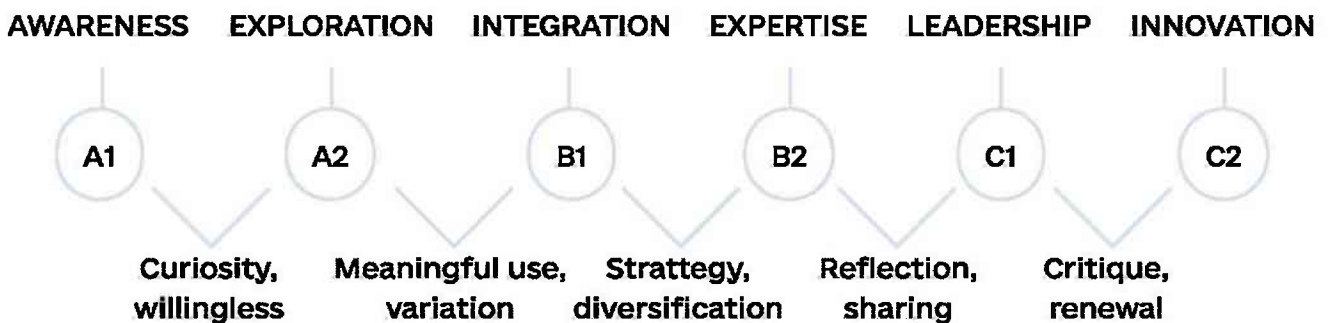 AWARENESS EXPLORATION INTEGRATION EXPERTISE LEADERSHIP INNOVATION
A1 A2 B1 B2 C1 C2
Curiosity, Meaningful use, Strattegy, Reflection, Critique,
willingless variation diversification sharing renewal